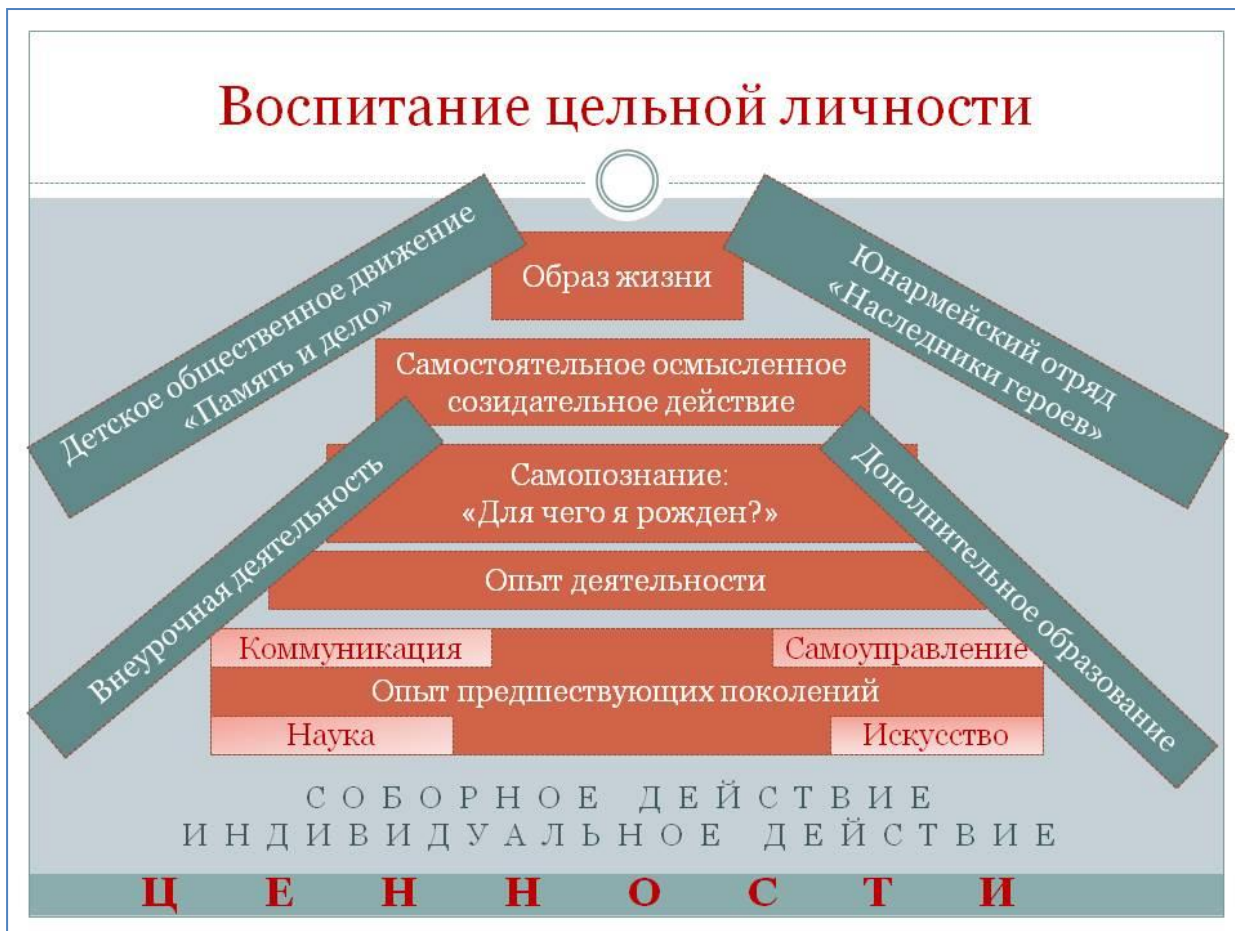 Воспитание цельной личности
Детское общественное движение
«Память и дело»
Юнармейский отряд
«Наследники героев»
Образ жизни
Самостоятельное осмысленное
созидательное действие
Внеурочная деятельность
Дополнительное образование
Самопознание:
«Для чего я рожден?»
Опыт деятельности
Коммуникация
Самоуправление
Опыт предшествующих поколений
Наука
Искусство
СОБОРНОЕ ДЕЙСТВИЕ
ИНДИВИДУАЛЬНОЕ ДЕЙСТВИЕ
ЦЕННОСТИ